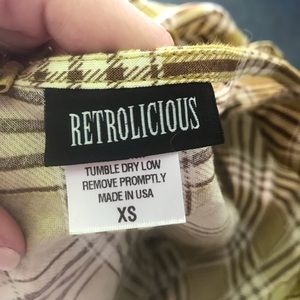 RETROLICIOUS
TUMBLE DRY LOW
REMOVE PROMPTLY
MADE IN USA
XS